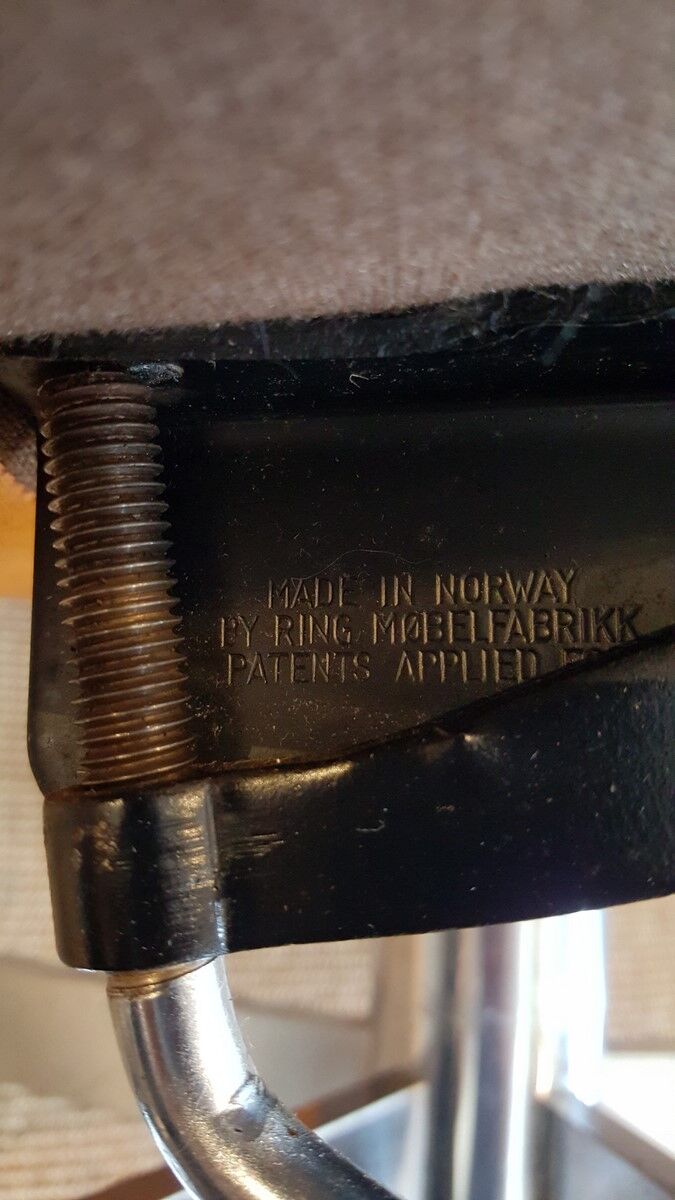 MADE IN NORWAY
BY RING MØBELFABRIKK
PATENTS APPLIED